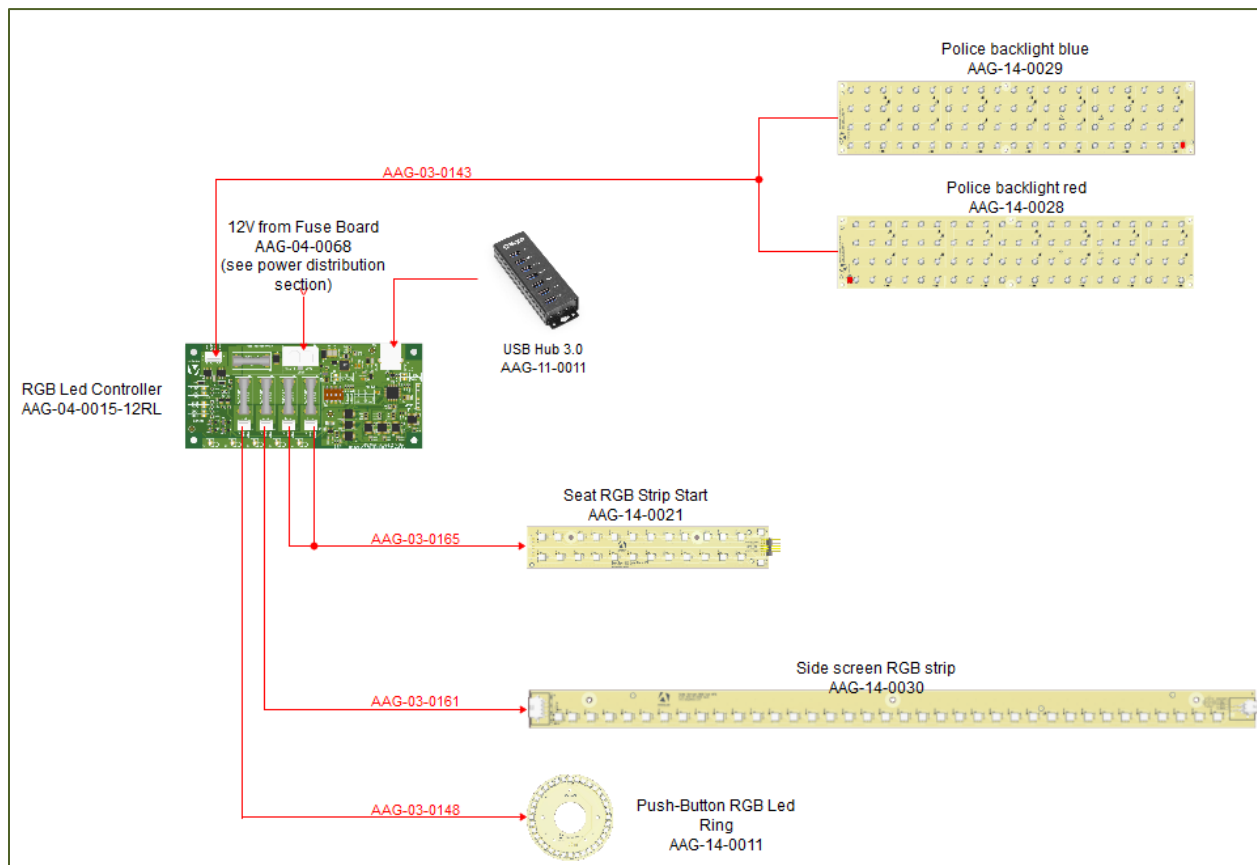 Police backlight blue
AAG-14-0029
AAG-03-0143
Police backlight red
AAG-14-0028
12V from Fuse Board
AAG-04-0068
(see power distribution
section)
USB Hub 3.0
AAG-11-0011
RGB Led Controller
AAG-04-0015-12RL
Seat RGB Strip Start
AAG-14-0021
AAG-03-0165
Side screen RGB strip
AAG-14-0030
AAG-03-0161
Push-Button RGB Led
Ring
AAG-14-0011
AAG-03-0148